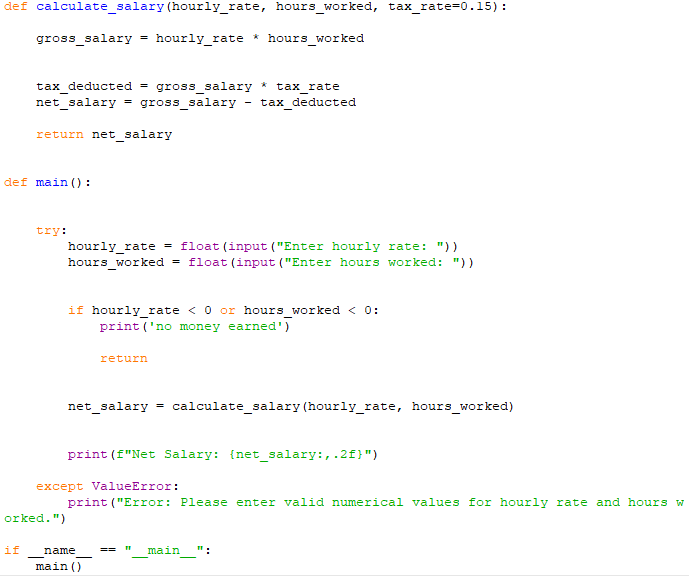 def calculate_salary(hourly_rate, hours_worked, tax_rate=0.15):
    gross_salary = hourly_rate * hours_worked
    tax_deducted = gross_salary * tax_rate
    net_salary = gross_salary - tax_deducted
    return net_salary
def main():
    try:
        hourly_rate = float(input("Enter hourly rate: "))
        hours_worked = float(input("Enter hours worked: "))
        if hourly_rate < 0 or hours_worked < 0:
            print('no money earned')
            return
        net_salary = calculate_salary(hourly_rate, hours_worked)
        print(f"Net Salary: {net_salary:,.2f}")
    except ValueError:
        print("Error: Please enter valid numerical values for hourly rate and hours w
orked.")
if __name__ == "__main__":
    main()